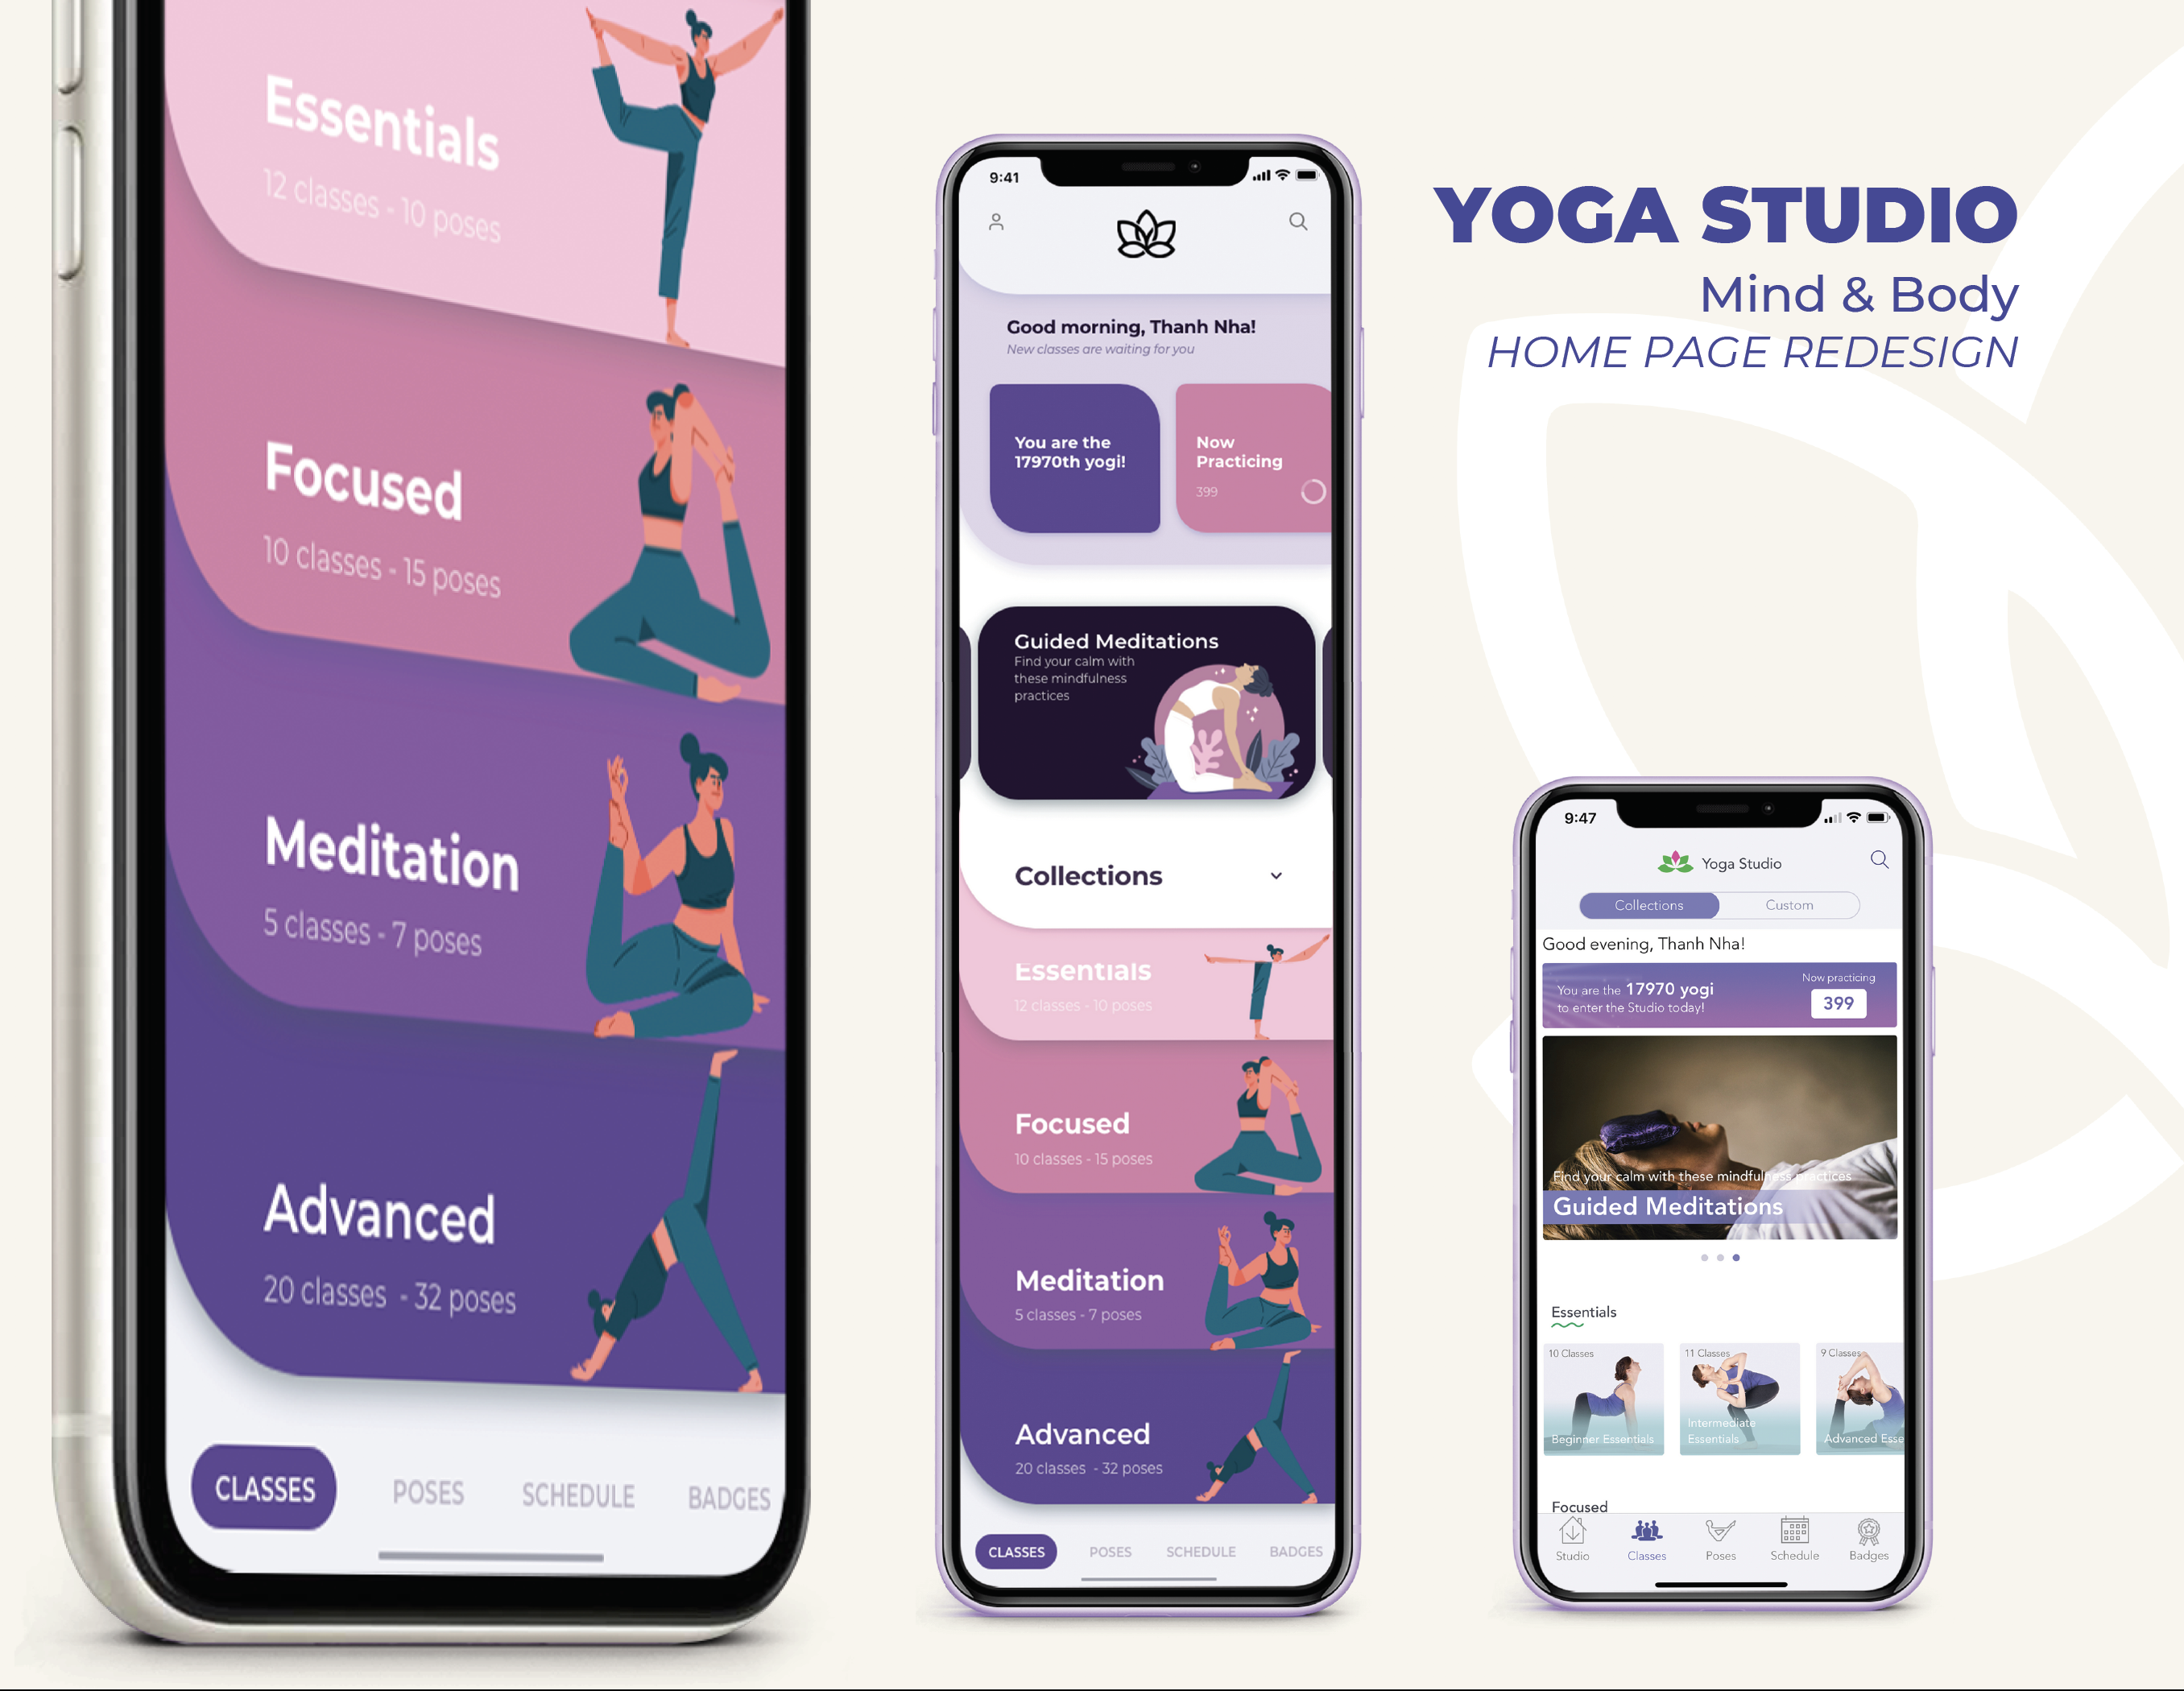 Essentials
12 classes - 10 poses
Focused
10 classes - 15 poses
Meditation
5 classes - 7 poses
Advanced
20 classes - 32 poses
CLASSES
POSES
SCHEDULE
BADGES
9:41
Good morning, Thanh Nha!
New classes are waiting for you
You are the
17970th yogi!
Now
Practicing
399
Guided Meditations
Find your calm with
these mindfulness
practices
Collections
Essentials
12 classes - 10 poses
Focused
10 classes - 15 poses
Meditation
5 classes - 7 poses
Advanced
20 classes - 32 poses
CLASSES
POSES
SCHEDULE
BADGES
YOGA STUDIO
Mind & Body
HOME PAGE REDESIGN
9:47
Yoga Studio
Collections
Custom
Good evening, Thanh Nha!
You are the 17970 yogi
to enter the Studio today!
Now practicing
399
Find your calm with these mindfulness practices
Guided Meditations
Essentials
10 Classes
Beginner Essentials
11 Classes
Intermediate
Essentials
9 Classes
Advanced Esse
Focused
Studio
Classes
Poses
Schedule
Badges